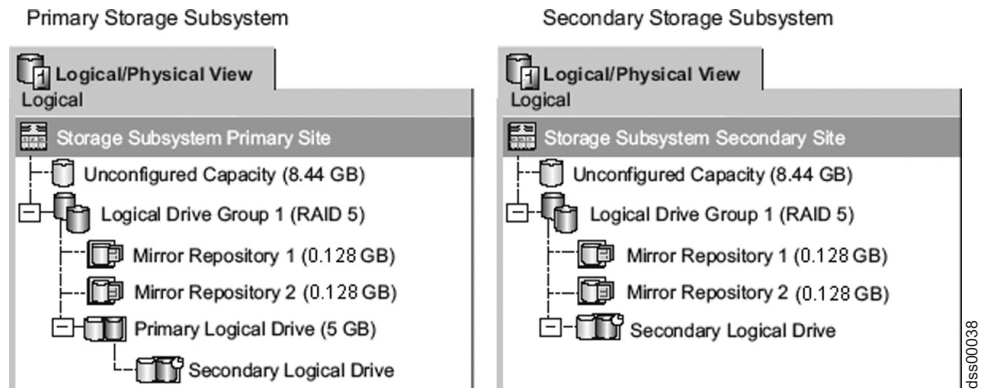 Primary Storage Subsystem
Logical/Physical View
Logical
Storage Subsystem Primary Site
Unconfigured Capacity (8.44 GB)
Logical Drive Group 1 (RAID 5)
Mirror Repository 1 (0.128 GB)
Mirror Repository 2 (0.128 GB)
Primary Logical Drive (5 GB)
Secondary Logical Drive
Secondary Storage Subsystem
Logical/Physical View
Logical
Storage Subsystem Secondary Site
Unconfigured Capacity (8.44 GB)
Logical Drive Group 1 (RAID 5)
Mirror Repository 1 (0.128 GB)
Mirror Repository 2 (0.128 GB)
Secondary Logical Drive
dss00038